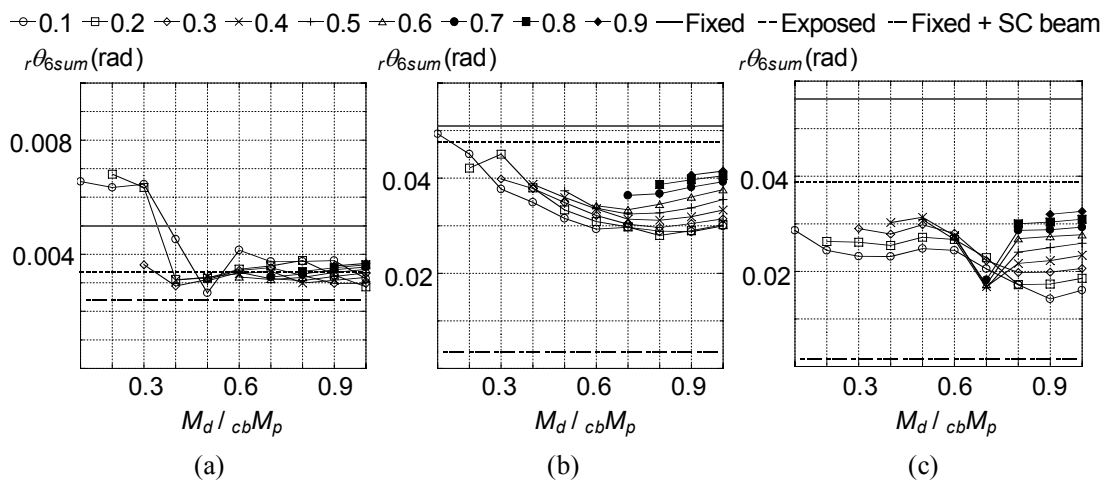 0.1 0.2 0.3 0.4 0.5 0.6 0.7 0.8 0.9 Fixed Exposed Fixed + SC beam
rθ6sum(rad) rθ6sum(rad) rθ6sum(rad)
0.008 0.04 0.04
0.004 0.02 0.02
0.3 0.6 0.9 0.3 0.6 0.9 0.3 0.6 0.9
Md / cbMp Md / cbMp Md / cbMp
(a) (b) (c)